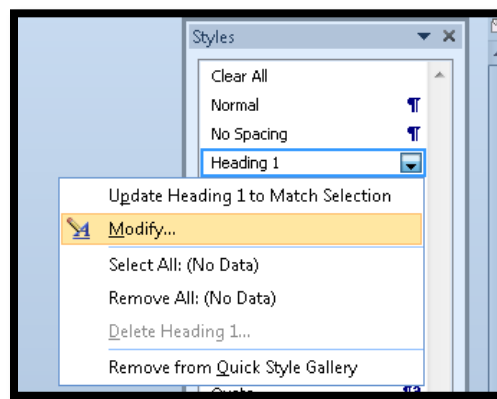 Styles
Clear All
Normal ¶
No Spacing ¶
Heading 1
Update Heading 1 to Match Selection
Modify...
Select All: (No Data)
Remove All: (No Data)
Delete Heading 1...
Remove from Quick Style Gallery